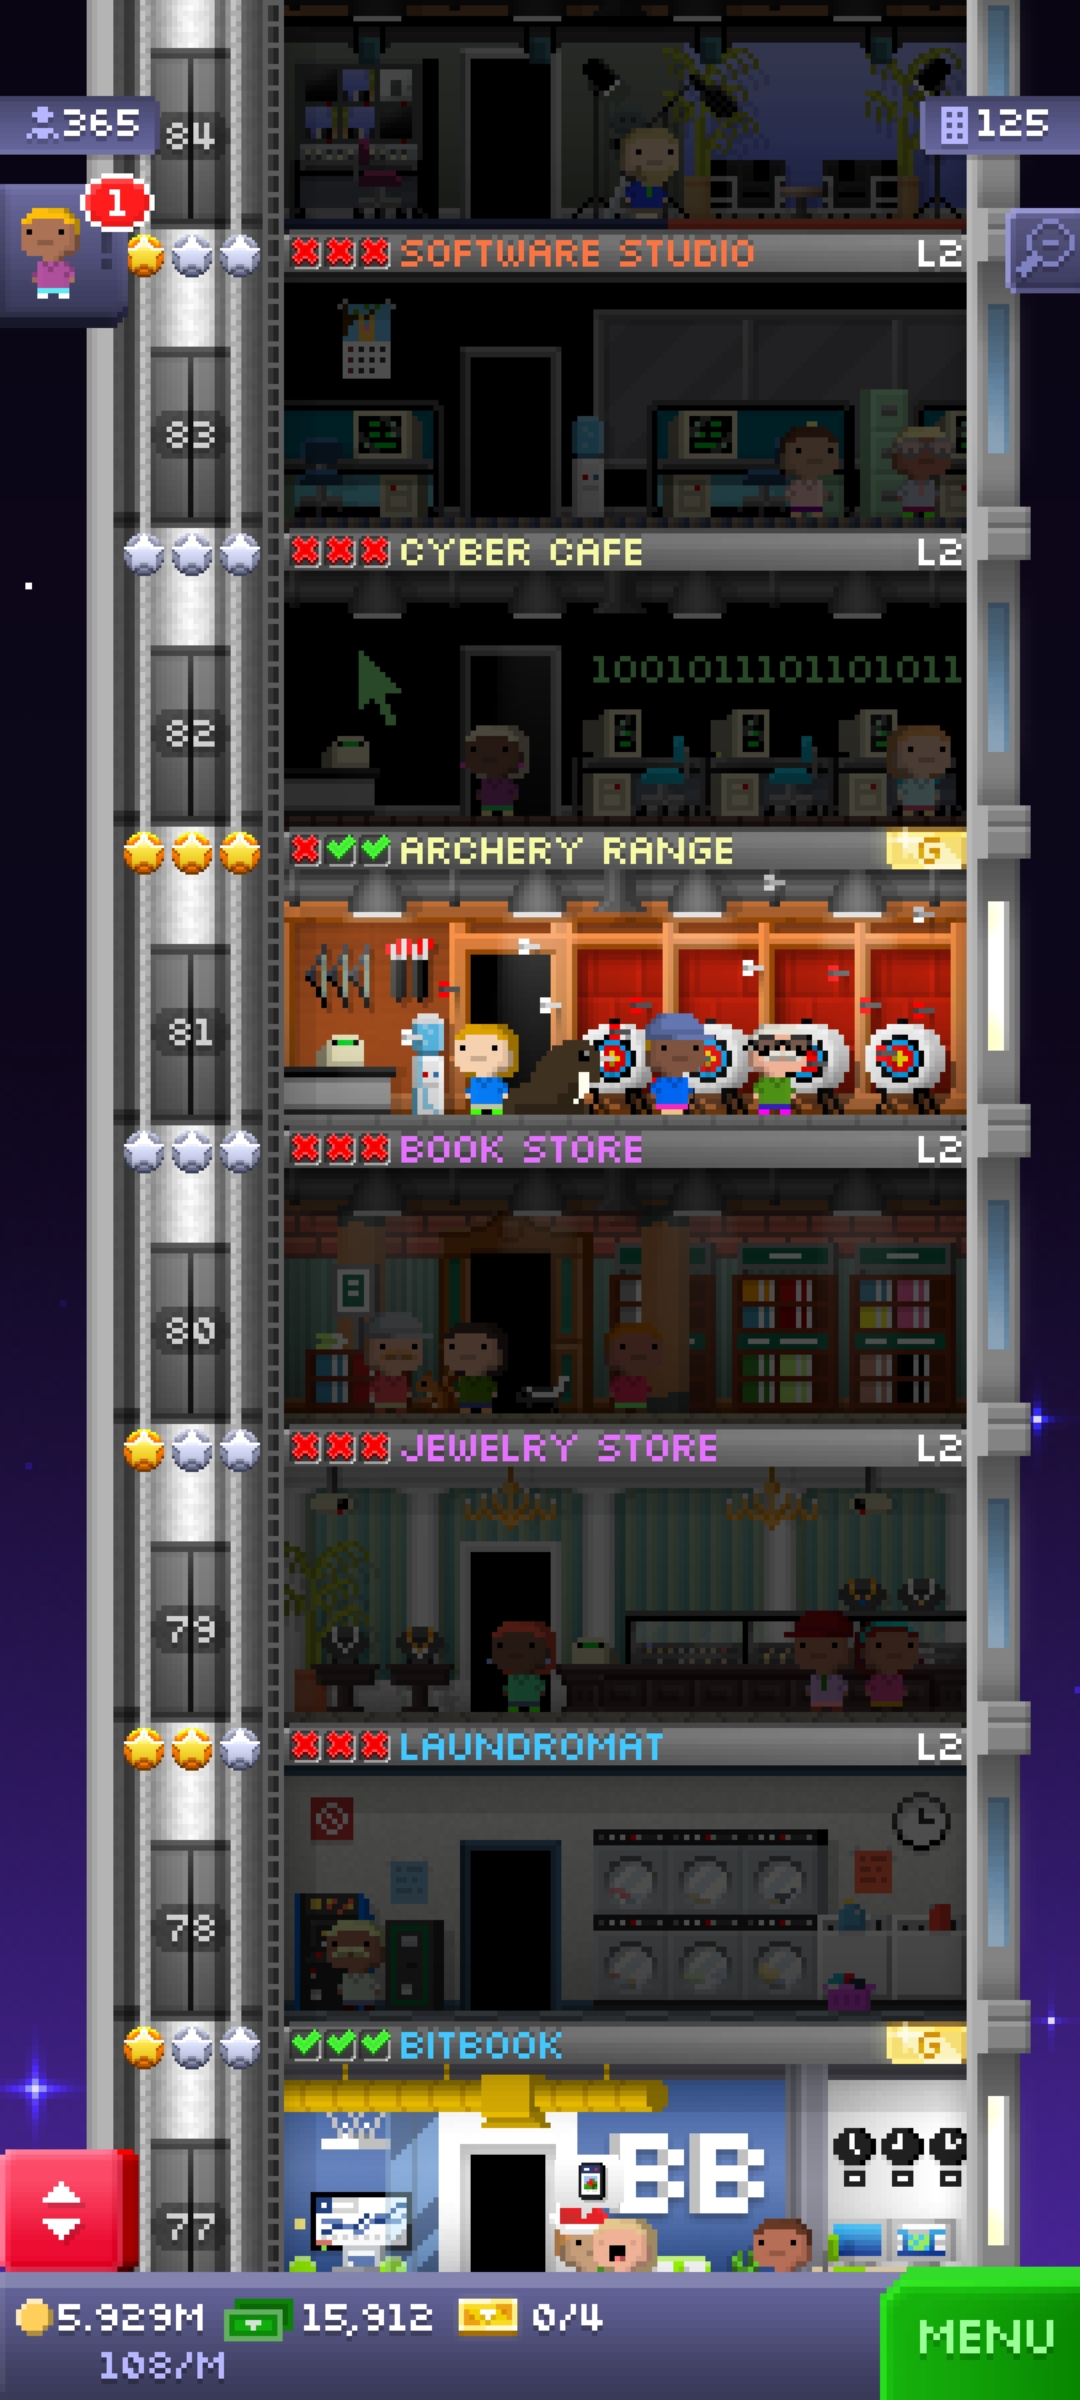 365
84
125
1
SOFTWARE STUDIO L2
83
CYBER CAFE L2
1001011101101011
82
ARCHERY RANGE G
81
BOOK STORE L2
80
JEWELRY STORE L2
79
LAUNDROMAT L2
78
BITBOOK G
BB
77
5.929M 15,912 0/4
108/M
MENU